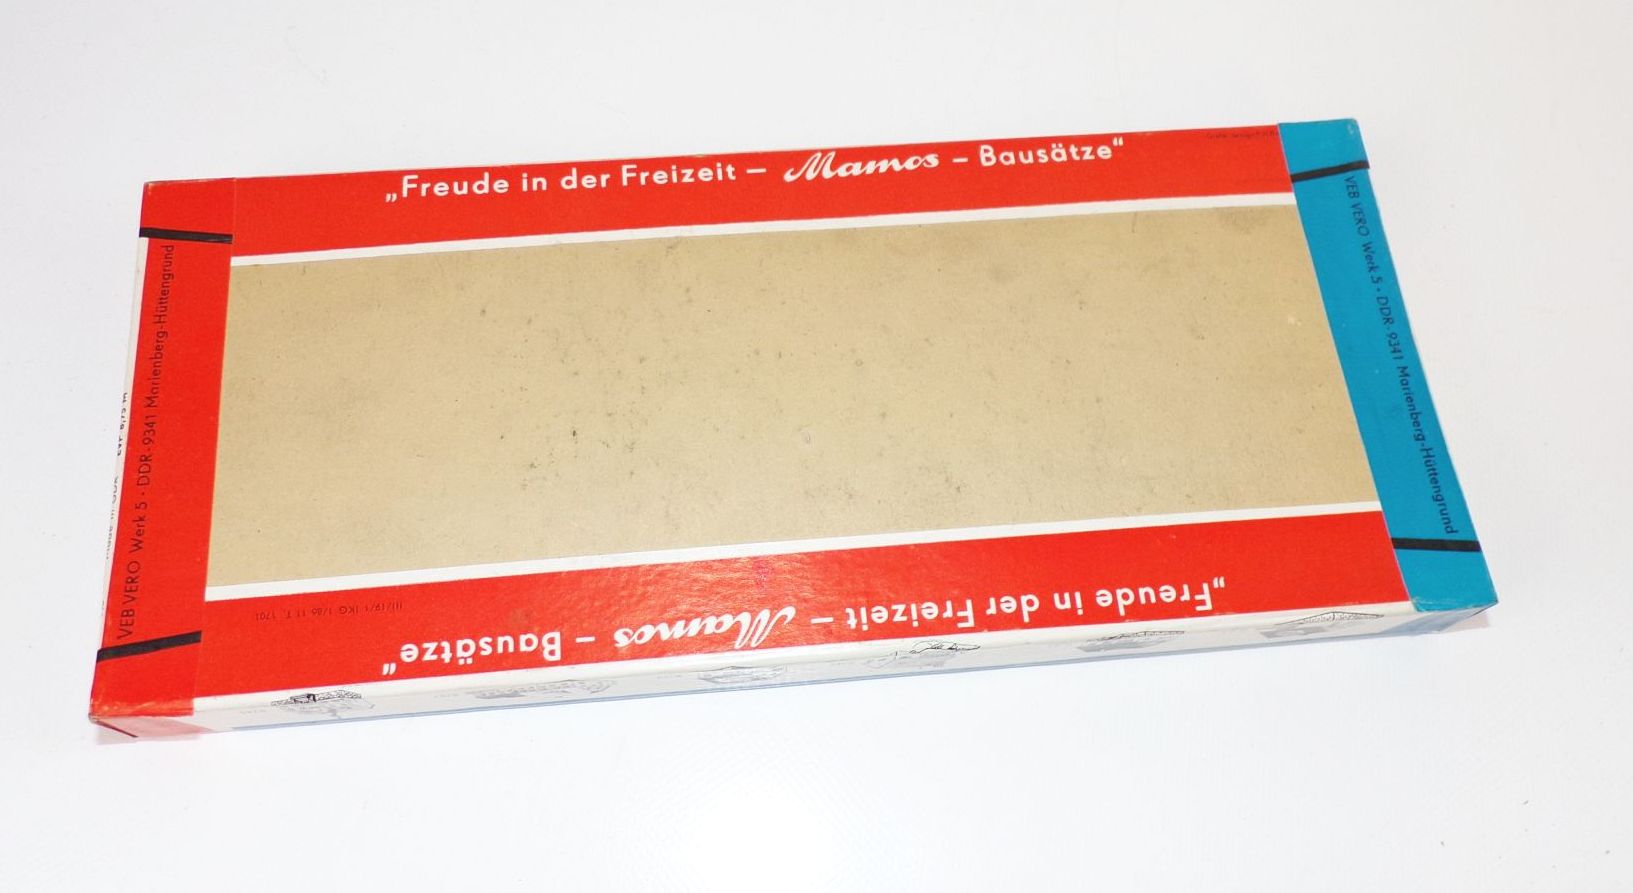 „Freude in der Freizeit – Mamos – Bausätze“
VEB VERO Werk 5 · DDR-9341 Marienberg-Hüttengrund
VEB VERO Werk 5 · DDR-9341 Marienberg-Hüttengrund
„Freude in der Freizeit – Mamos – Bausätze“